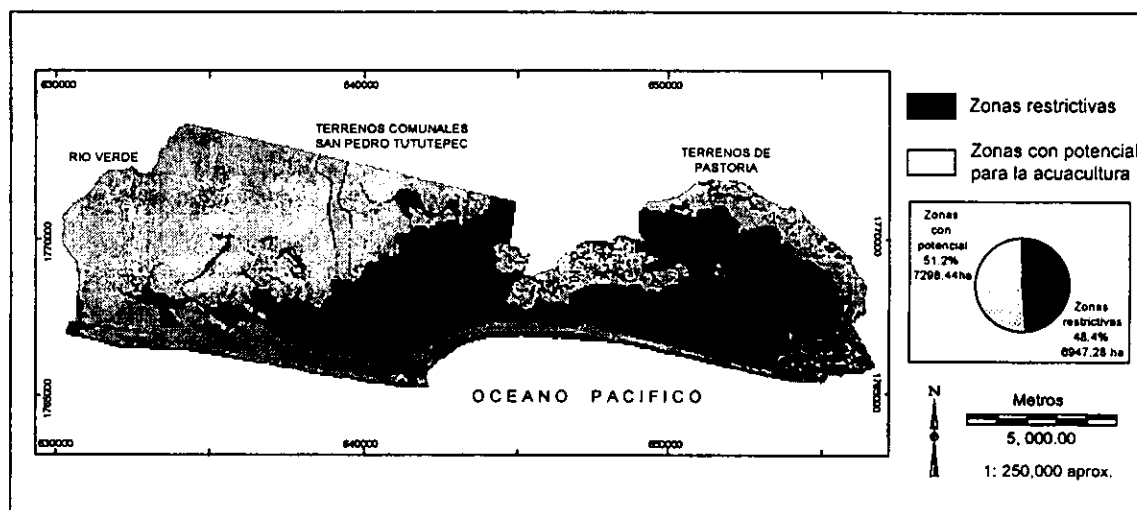 630000
640000
650000
RIO VERDE
TERRENOS COMUNALES
SAN PEDRO TUTUTEPEC
TERRENOS DE
PASTORIA
1770000
1770000
1765000
1765000
OCEANO PACIFICO
630000
640000
650000
Zonas restrictivas
Zonas con potencial
para la acuacultura
Zonas
con
potencial
51.2%
7298.44ha
Zonas
restrictivas
48.4%
6947.28 ha
N
Metros
5,000.00
1: 250,000 aprox.